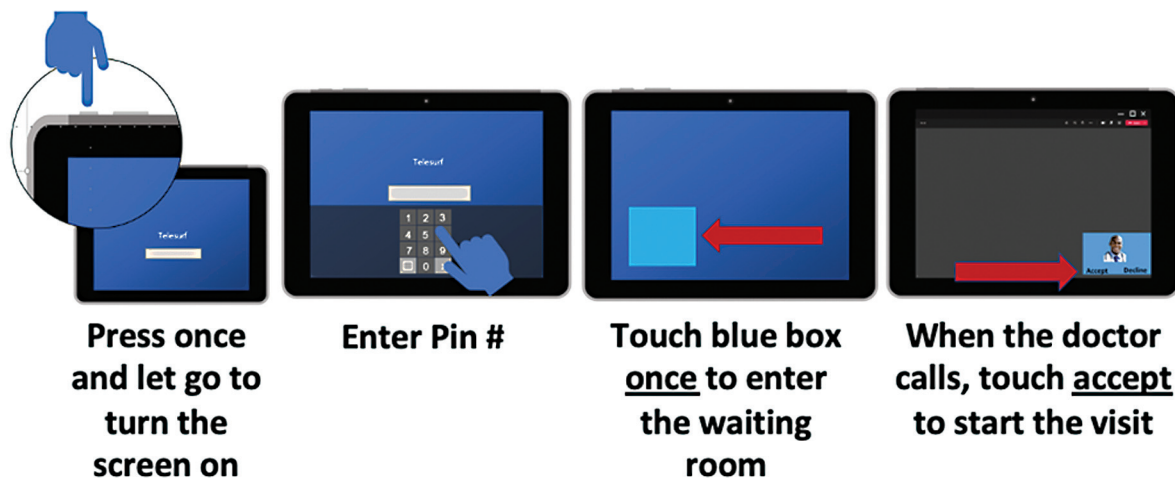 Telesurf
Telesurf
1 2 3
4 5
7 8 9
0
Accept Decline
Press once
and let go to
turn the
screen on
Enter Pin #
Touch blue box
once to enter
the waiting
room
When the doctor
calls, touch accept
to start the visit